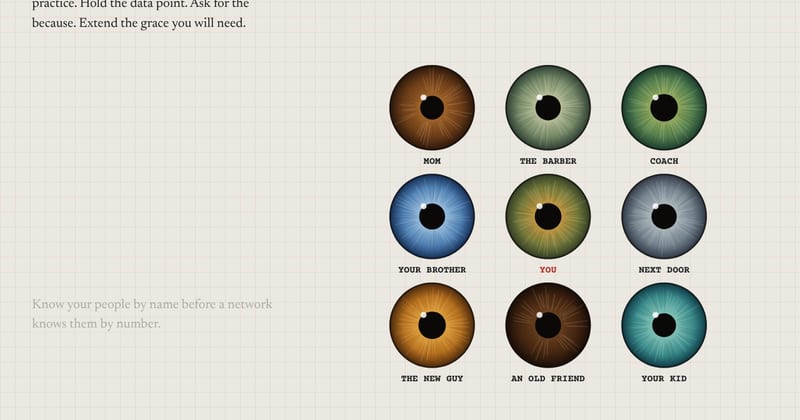 practice. Hold the data point. Ask for the
because. Extend the grace you will need.
MOM
THE BARBER
COACH
YOUR BROTHER
YOU
NEXT DOOR
Know your people by name before a network
knows them by number.
THE NEW GUY
AN OLD FRIEND
YOUR KID